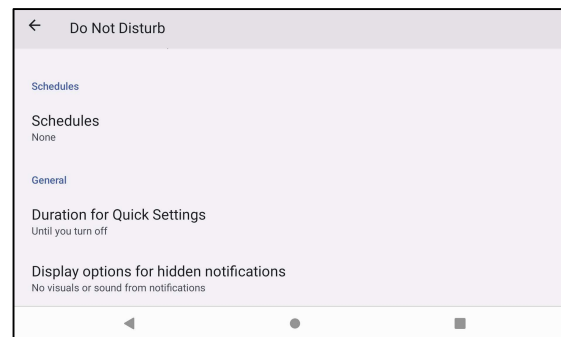 Do Not Disturb
Schedules
Schedules
None
General
Duration for Quick Settings
Until you turn off
Display options for hidden notifications
No visuals or sound from notifications